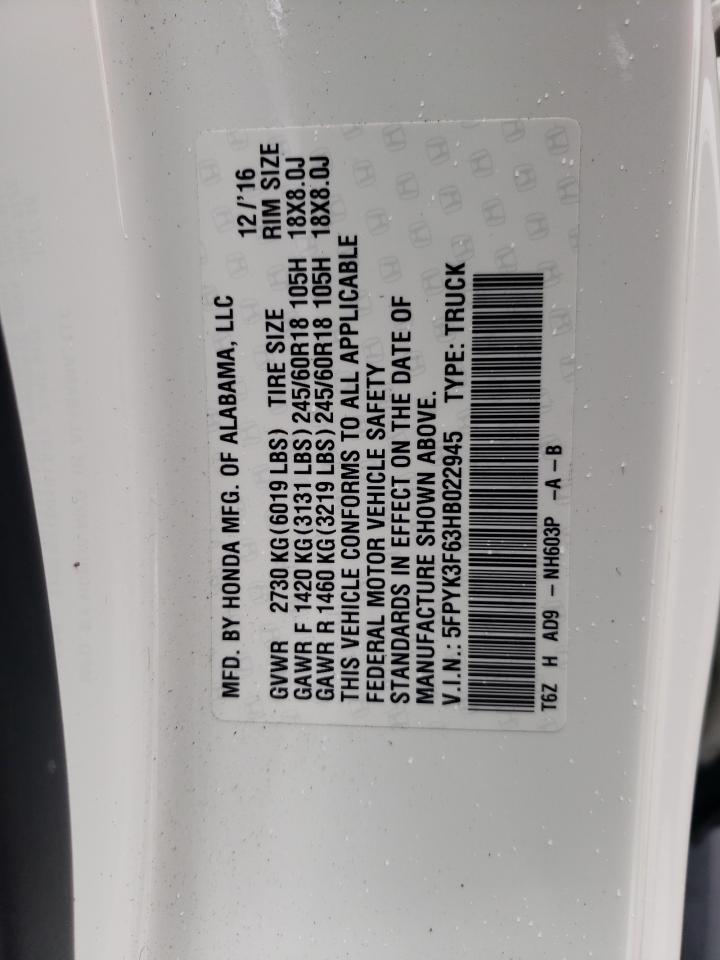 MFD. BY HONDA MFG. OF ALABAMA, LLC 12/'16
GVWR 2730 KG (6019 LBS) TIRE SIZE RIM SIZE
GAWR F 1420 KG (3131 LBS) 245/60R18 105H 18X8.0J
GAWR R 1460 KG (3219 LBS) 245/60R18 105H 18X8.0J
THIS VEHICLE CONFORMS TO ALL APPLICABLE
FEDERAL MOTOR VEHICLE SAFETY
STANDARDS IN EFFECT ON THE DATE OF
MANUFACTURE SHOWN ABOVE.
V.I.N.: 5FPYK3F63HB022945 TYPE: TRUCK
T6Z H AD9 - NH603P -A - B